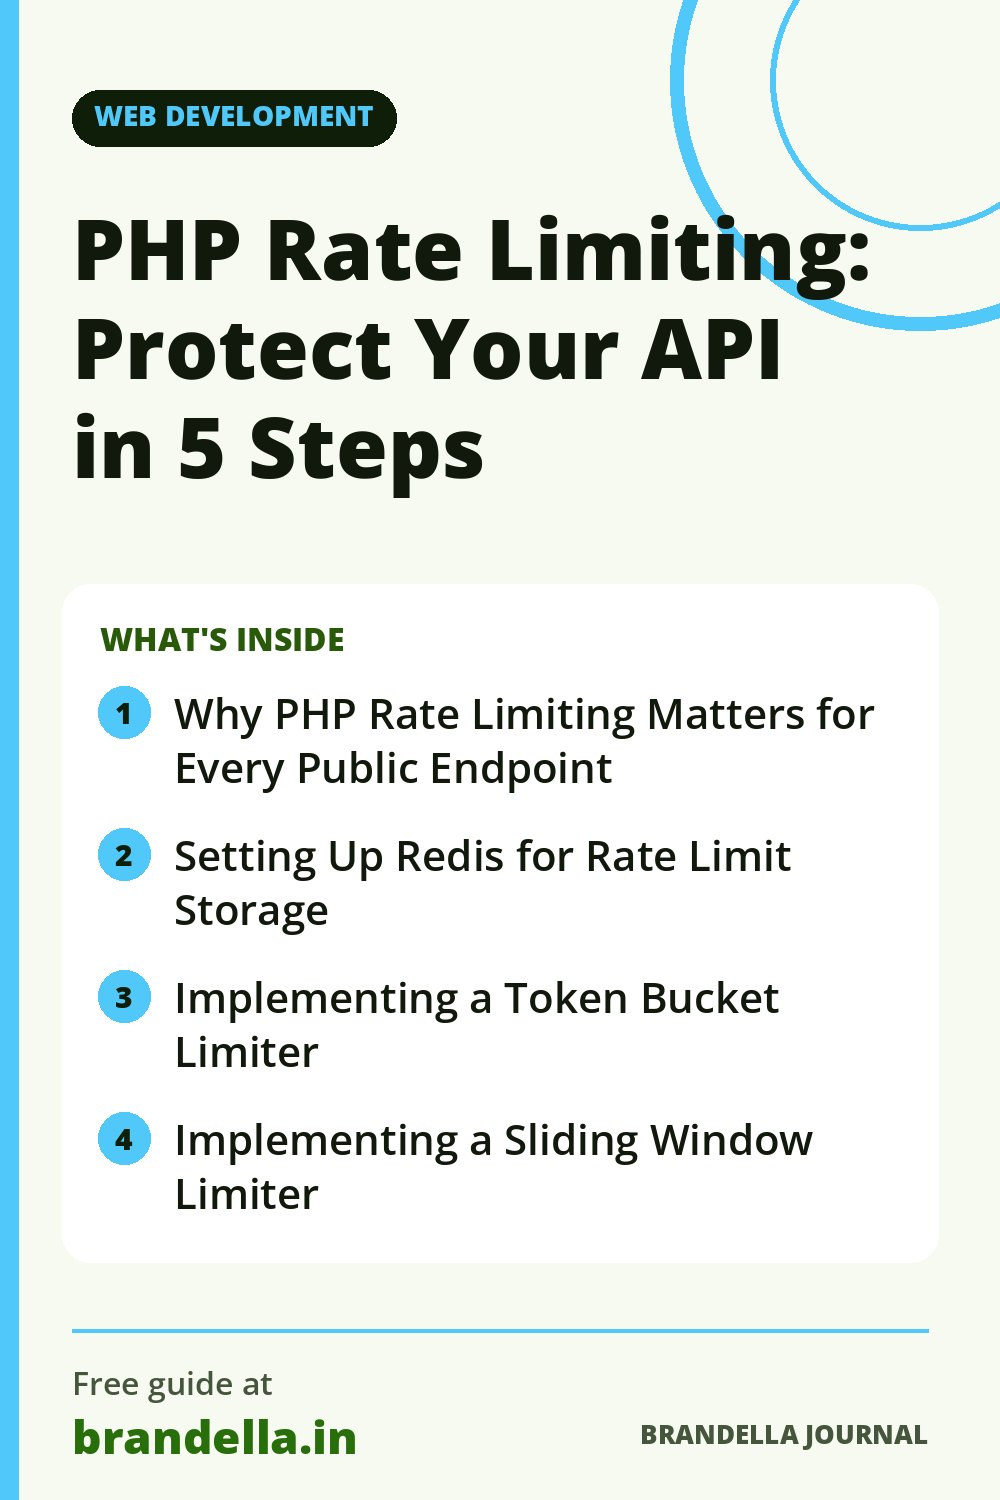 WEB DEVELOPMENT
PHP Rate Limiting:
Protect Your API
in 5 Steps
WHAT'S INSIDE
1 Why PHP Rate Limiting Matters for
Every Public Endpoint
2 Setting Up Redis for Rate Limit
Storage
3 Implementing a Token Bucket
Limiter
4 Implementing a Sliding Window
Limiter
Free guide at
brandella.in
BRANDELLA JOURNAL